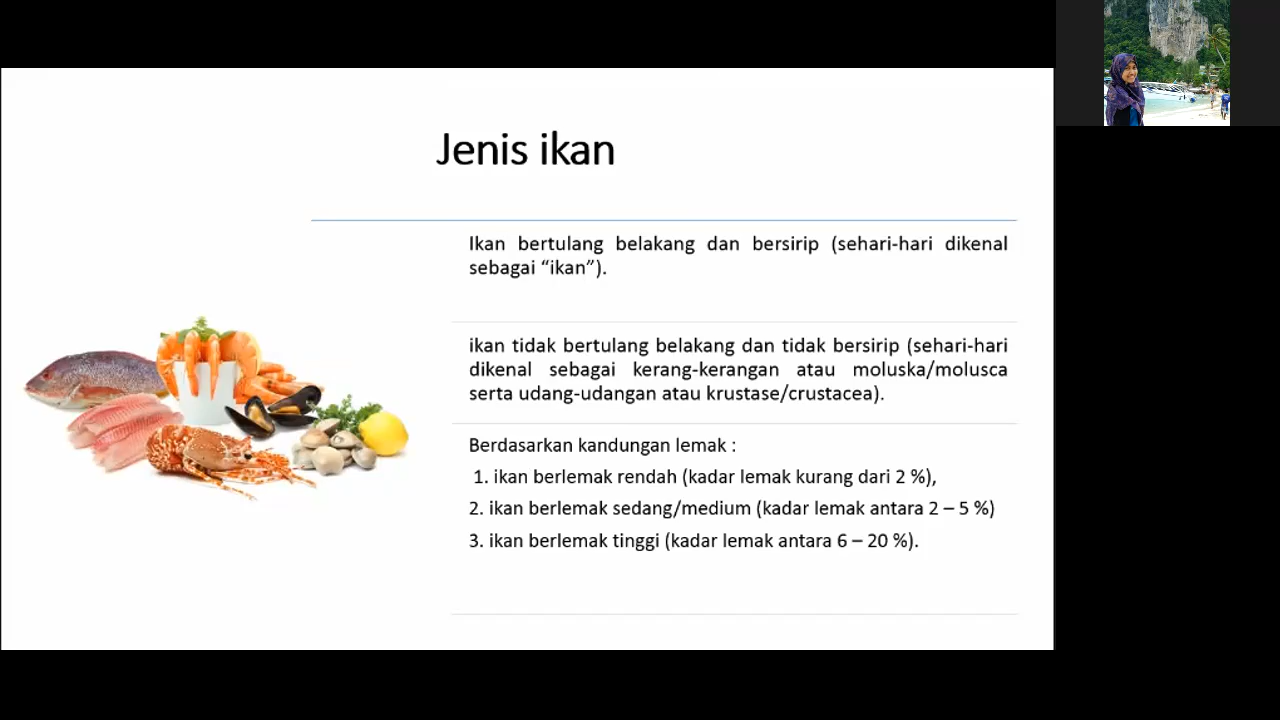 Jenis ikan
Ikan bertulang belakang dan bersirip (sehari-hari dikenal
sebagai “ikan”).
ikan tidak bertulang belakang dan tidak bersirip (sehari-hari
dikenal sebagai kerang-kerangan atau moluska/molusca
serta udang-udangan atau krustase/crustacea).
Berdasarkan kandungan lemak :
1. ikan berlemak rendah (kadar lemak kurang dari 2 %),
2. ikan berlemak sedang/medium (kadar lemak antara 2 – 5 %)
3. ikan berlemak tinggi (kadar lemak antara 6 – 20 %).